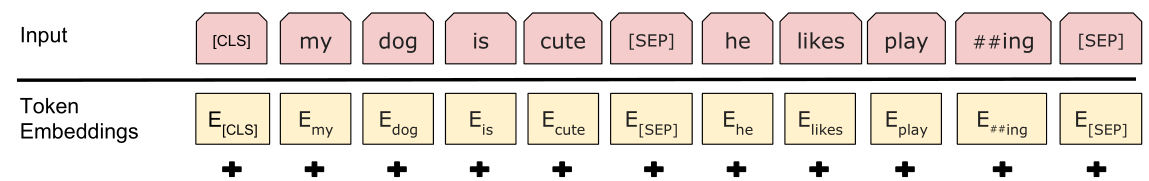 Input [CLS] my dog is cute [SEP] he likes play ##ing [SEP]
Token Embeddings E[CLS] Emy Edog Eis Ecute E[SEP] Ehe Elikes Eplay E##ing E[SEP]
+ + + + + + + + + + +